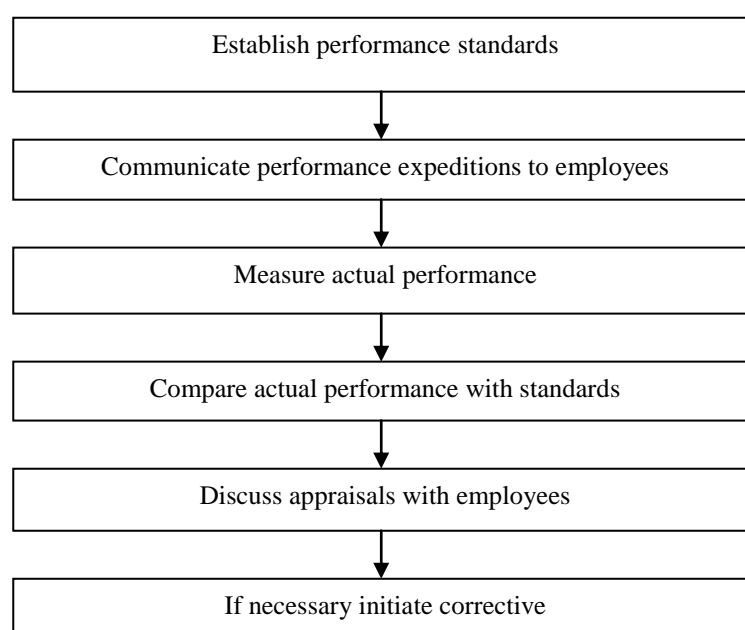 Establish performance standards
Communicate performance expeditions to employees
Measure actual performance
Compare actual performance with standards
Discuss appraisals with employees
If necessary initiate corrective